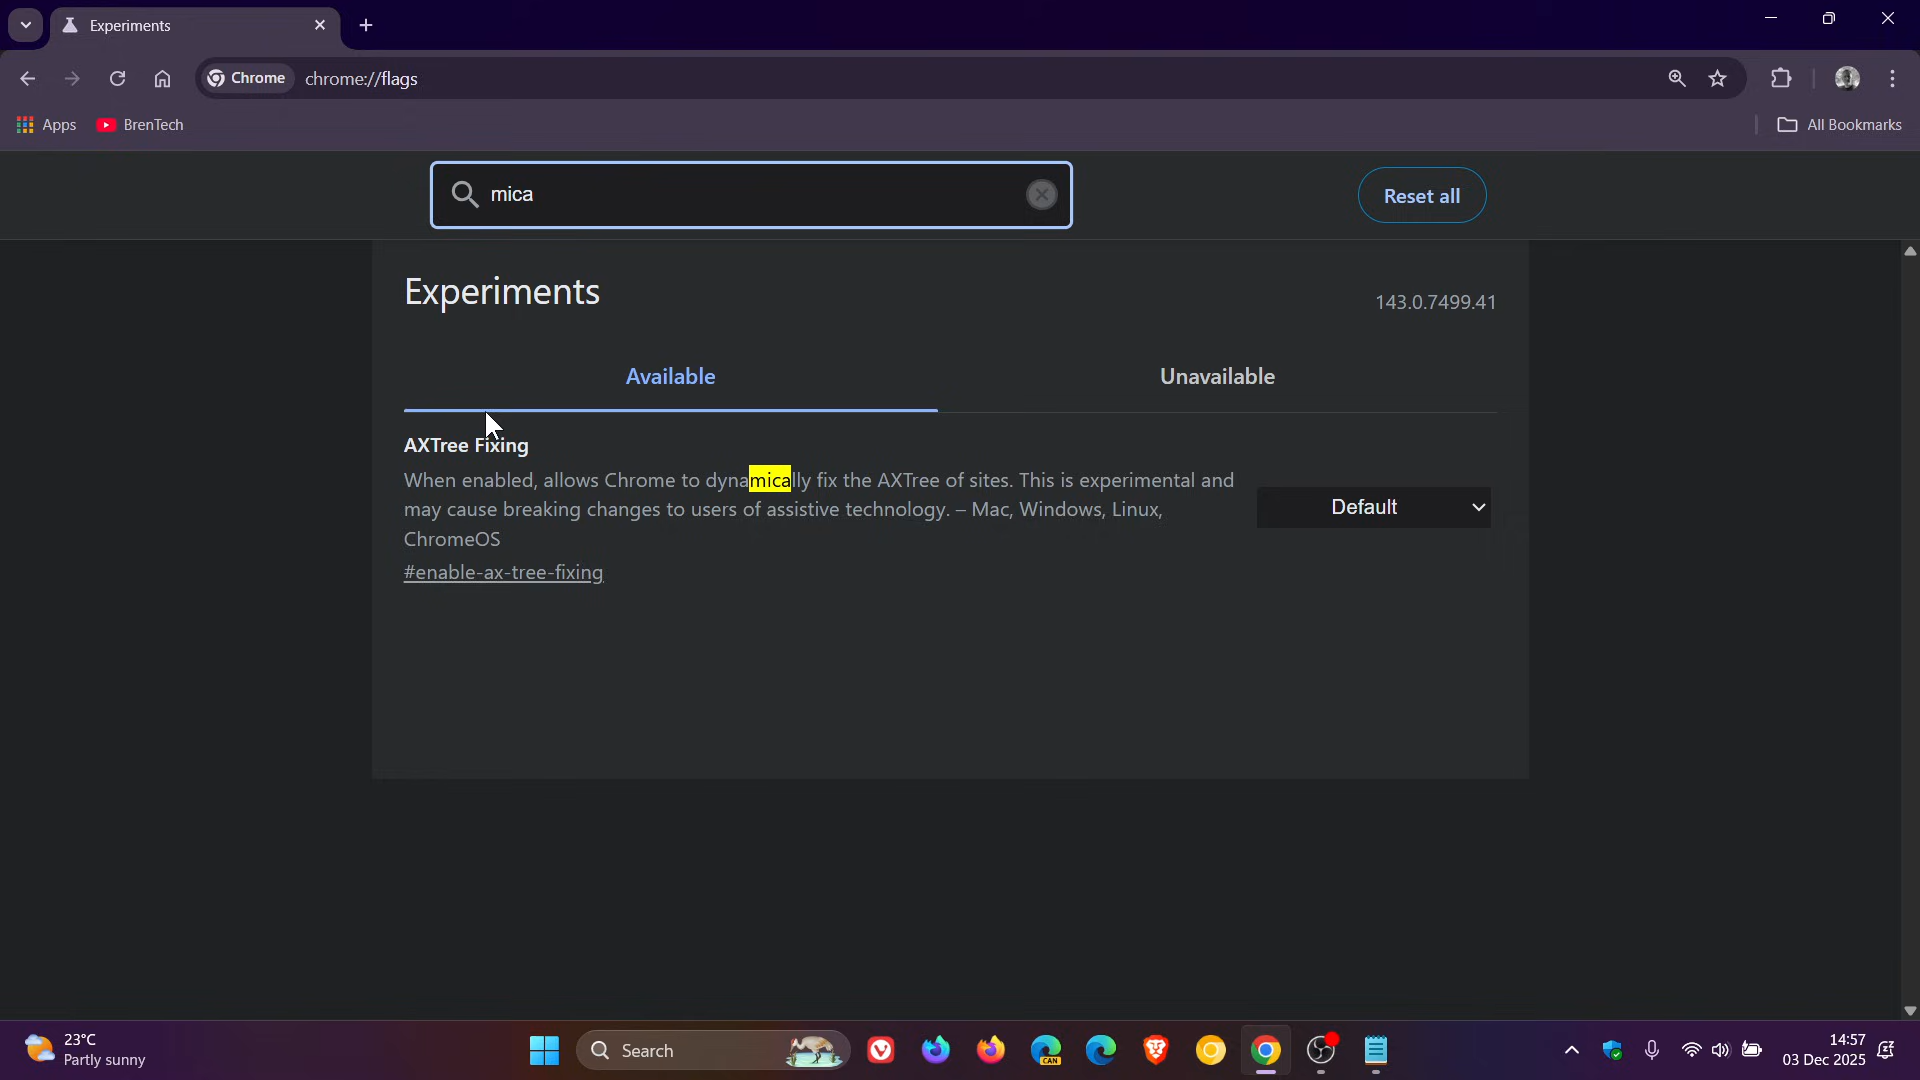 Experiments
Chrome chrome://flags
Apps BrenTech All Bookmarks
mica Reset all
Experiments 143.0.7499.41
Available Unavailable
AXTree Fixing
When enabled, allows Chrome to dynamically fix the AXTree of sites. This is experimental and
may cause breaking changes to users of assistive technology. – Mac, Windows, Linux,
ChromeOS
Default
#enable-ax-tree-fixing
23°C
Partly sunny
Search
CAN
14:57
03 Dec 2025